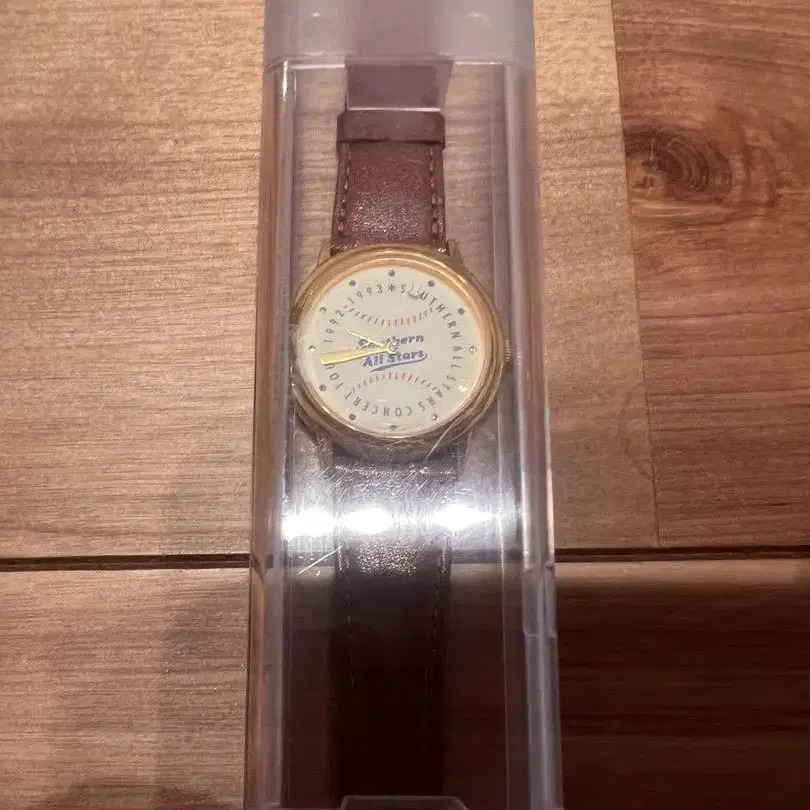 SOUTHERN ALL STARS CONCERT TOUR 1992-1993 *
Southern
All Stars